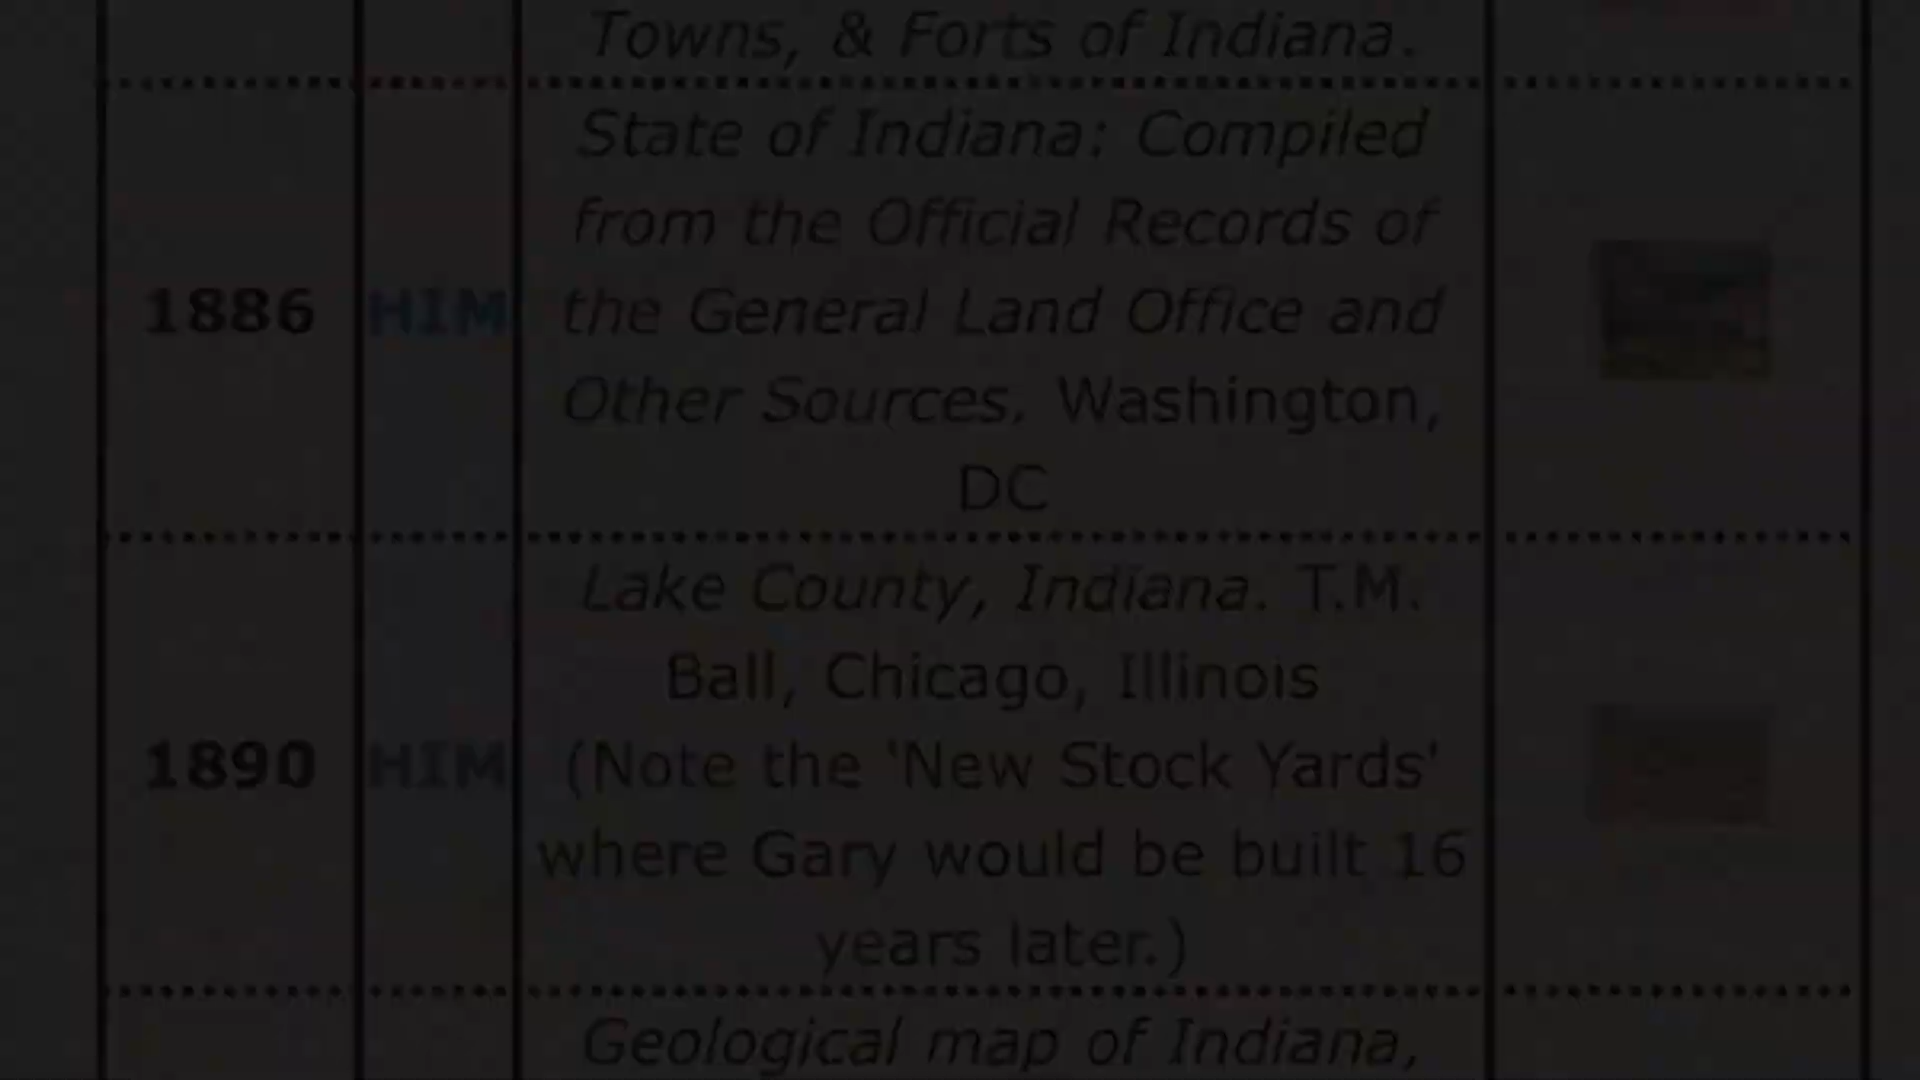 Towns, & Forts of Indiana.
State of Indiana: Compiled
from the Official Records of
1886 HIM the General Land Office and
Other Sources. Washington,
DC
Lake County, Indiana. T.M.
Ball, Chicago, Illinois
1890 HIM (Note the 'New Stock Yards'
where Gary would be built 16
years later.)
Geological map of Indiana,